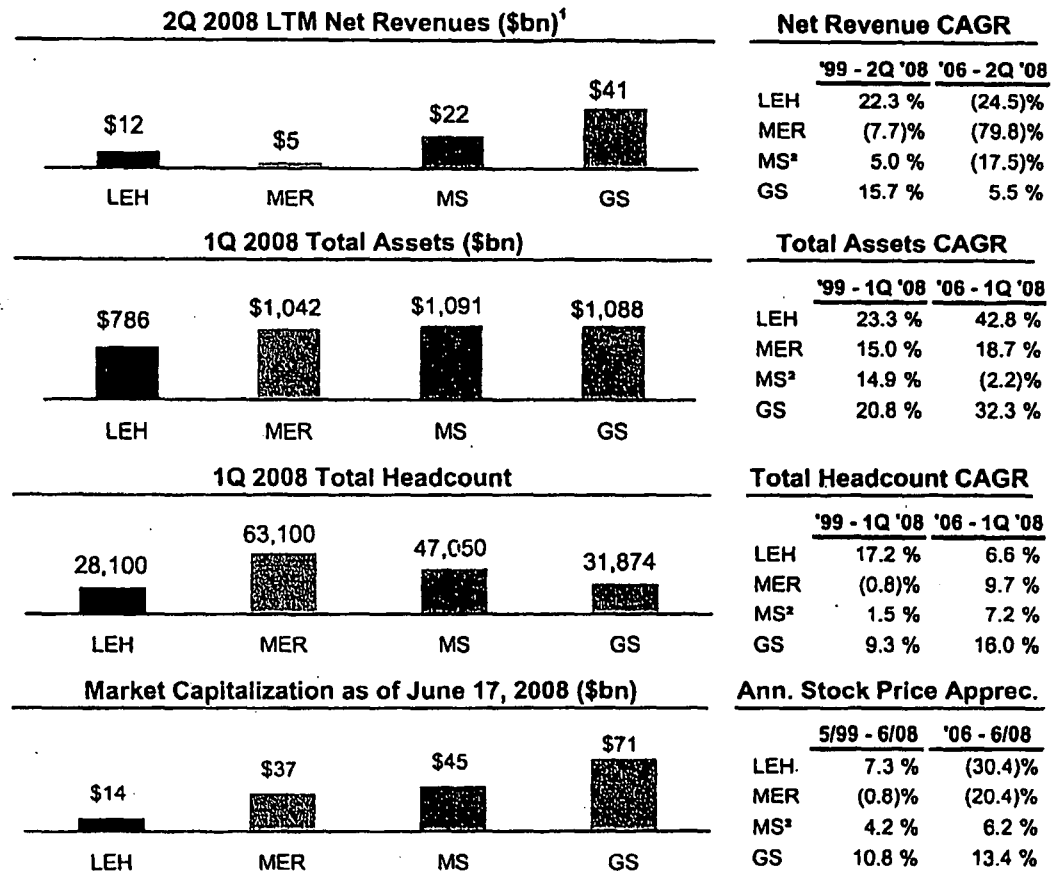 2Q 2008 LTM Net Revenues ($bn)¹
$12 $5 $22 $41
LEH MER MS GS
Net Revenue CAGR
'99 - 2Q '08 '06 - 2Q '08
LEH 22.3 % (24.5)%
MER (7.7)% (79.8)%
MS² 5.0 % (17.5)%
GS 15.7 % 5.5 %
1Q 2008 Total Assets ($bn)
$786 $1,042 $1,091 $1,088
LEH MER MS GS
Total Assets CAGR
'99 - 1Q '08 '06 - 1Q '08
LEH 23.3 % 42.8 %
MER 15.0 % 18.7 %
MS² 14.9 % (2.2)%
GS 20.8 % 32.3 %
1Q 2008 Total Headcount
28,100 63,100 47,050 31,874
LEH MER MS GS
Total Headcount CAGR
'99 - 1Q '08 '06 - 1Q '08
LEH 17.2 % 6.6 %
MER (0.8)% 9.7 %
MS² 1.5 % 7.2 %
GS 9.3 % 16.0 %
Market Capitalization as of June 17, 2008 ($bn)
$14 $37 $45 $71
LEH MER MS GS
Ann. Stock Price Apprec.
5/99 - 6/08 '06 - 6/08
LEH 7.3 % (30.4)%
MER (0.8)% (20.4)%
MS² 4.2 % 6.2 %
GS 10.8 % 13.4 %